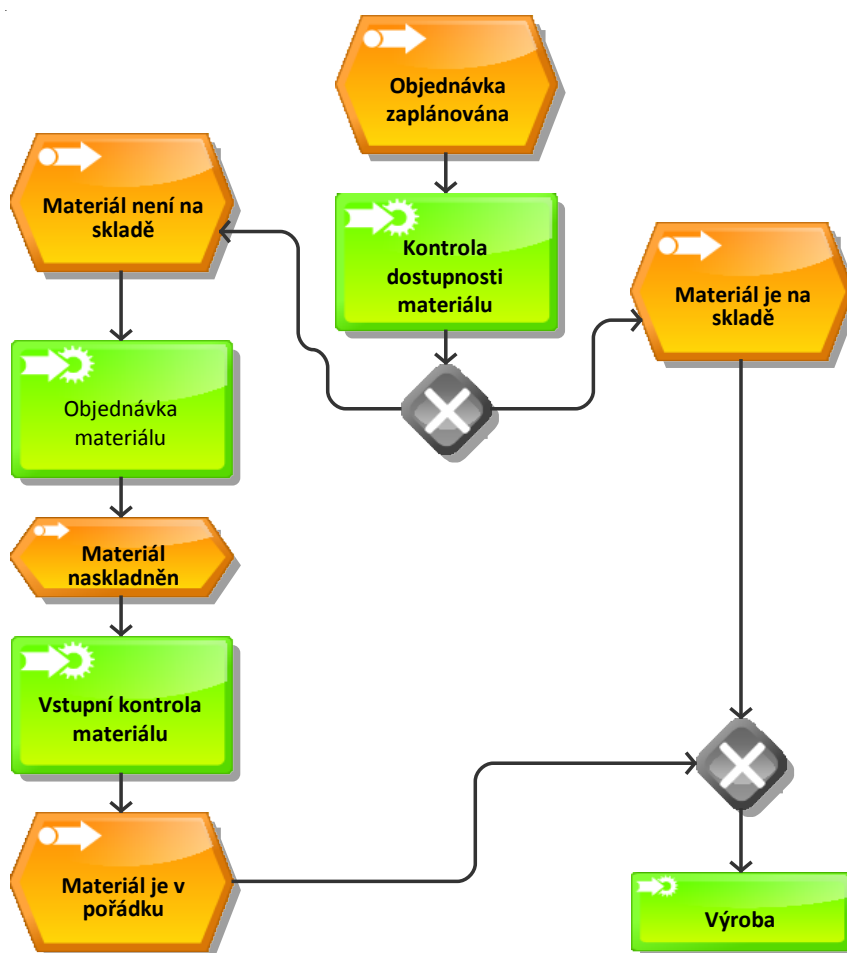 Objednávka
zaplánována
Materiál není na
skladě
Kontrola
dostupnosti
materiálu
Materiál je na
skladě
Objednávka
materiálu
Materiál
naskladněn
Vstupní kontrola
materiálu
Materiál je v
pořádku
Výroba